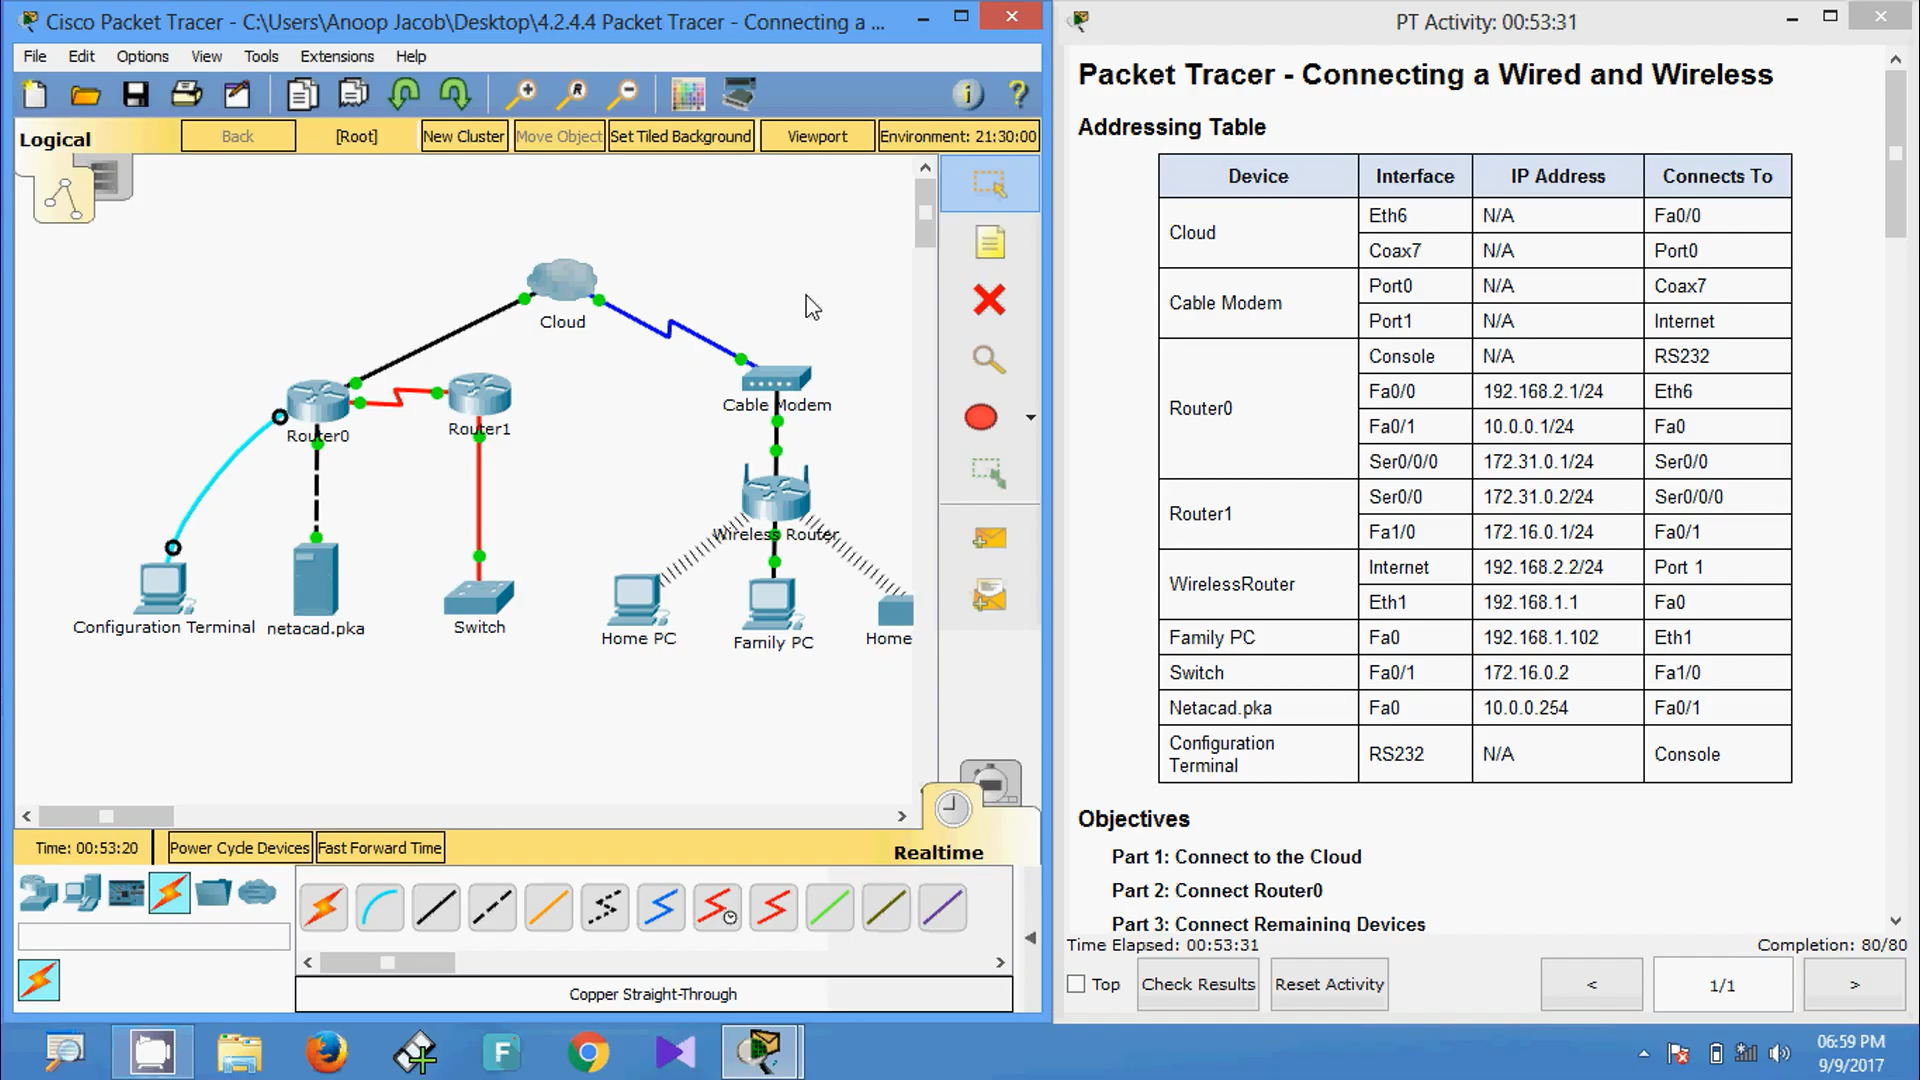 Cisco Packet Tracer - C:\Users\Anoop Jacob\Desktop\4.2.4.4 Packet Tracer - Connecting a ...
File Edit Options View Tools Extensions Help
Logical Back [Root] New Cluster Move Object Set Tiled Background Viewport Environment: 21:30:00
Cloud
Cable Modem
Router0
Router1
Wireless Router
Configuration Terminal
netacad.pka
Switch
Home PC
Family PC
Home
Time: 00:53:20 Power Cycle Devices Fast Forward Time Realtime
Copper Straight-Through
PT Activity: 00:53:31
Packet Tracer - Connecting a Wired and Wireless
Addressing Table
Device Interface IP Address Connects To
Cloud Eth6 N/A Fa0/0
Coax7 N/A Port0
Cable Modem Port0 N/A Coax7
Port1 N/A Internet
Router0 Console N/A RS232
Fa0/0 192.168.2.1/24 Eth6
Fa0/1 10.0.0.1/24 Fa0
Ser0/0/0 172.31.0.1/24 Ser0/0
Router1 Ser0/0 172.31.0.2/24 Ser0/0/0
Fa1/0 172.16.0.1/24 Fa0/1
WirelessRouter Internet 192.168.2.2/24 Port 1
Eth1 192.168.1.1 Fa0
Family PC Fa0 192.168.1.102 Eth1
Switch Fa0/1 172.16.0.2 Fa1/0
Netacad.pka Fa0 10.0.0.254 Fa0/1
Configuration
Terminal RS232 N/A Console
Objectives
Part 1: Connect to the Cloud
Part 2: Connect Router0
Part 3: Connect Remaining Devices
Time Elapsed: 00:53:31 Completion: 80/80
Top Check Results Reset Activity < 1/1 >
06:59 PM
9/9/2017